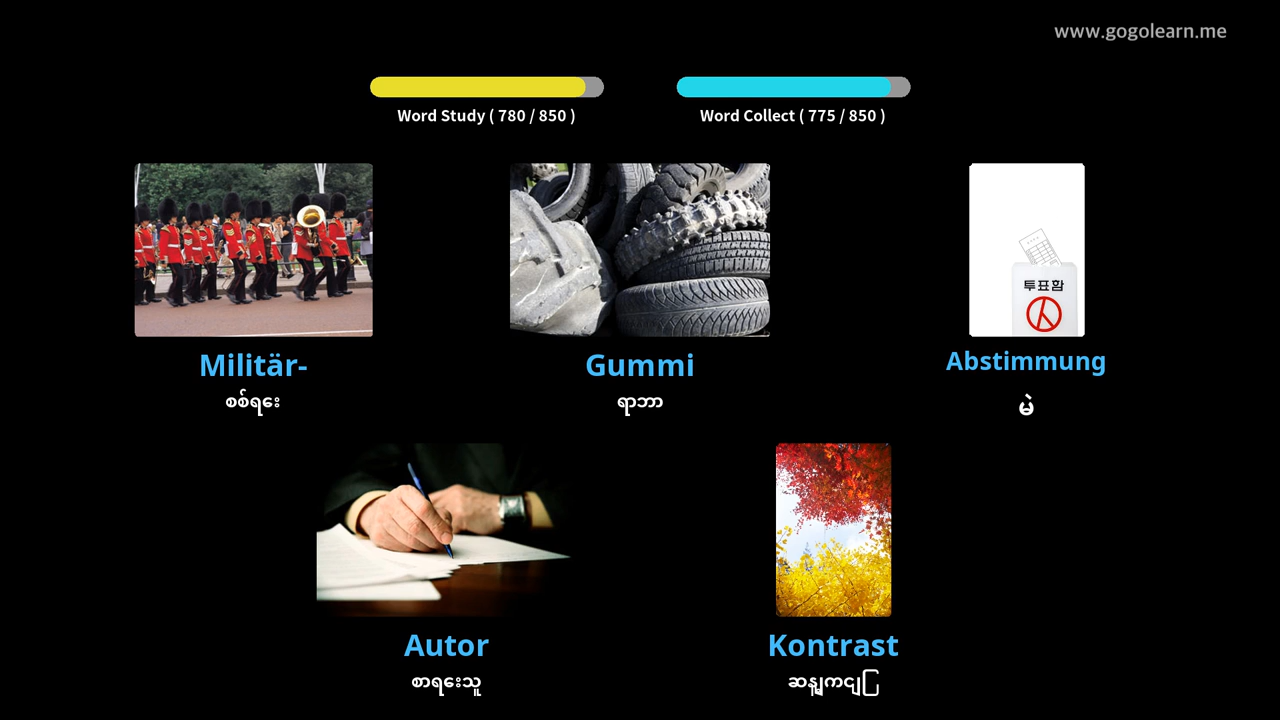 www.gogolearn.me
Word Study ( 780 / 850 )
Word Collect ( 775 / 850 )
투표함
Militär-
Gummi
Abstimmung
စစ်ရေး
ရာဘာ
မဲ
Autor
Kontrast
စာရေးသူ
ဆန့်ကျင်